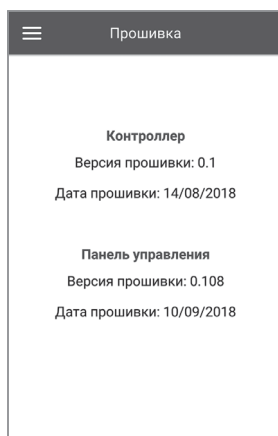 Прошивка
Контроллер
Версия прошивки: 0.1
Дата прошивки: 14/08/2018
Панель управления
Версия прошивки: 0.108
Дата прошивки: 10/09/2018